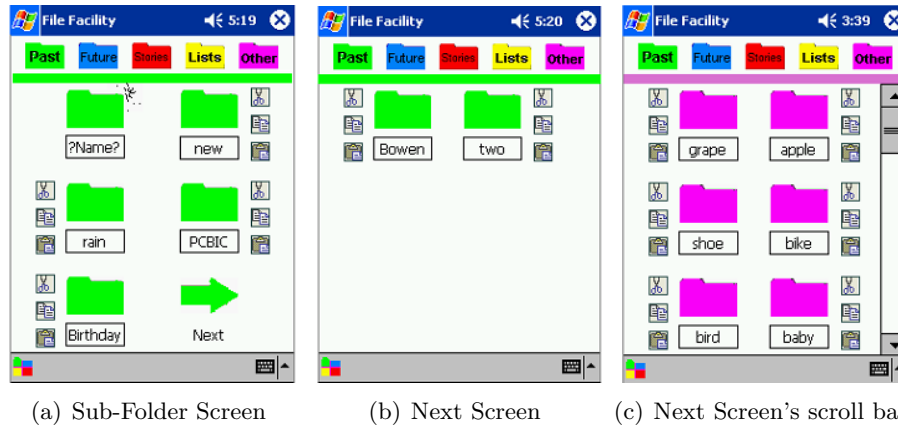 File Facility 5:19
Past Future Stories Lists Other
?Name? new
rain PCBIC
Birthday Next
(a) Sub-Folder Screen
File Facility 5:20
Past Future Stories Lists Other
Bowen two
(b) Next Screen
File Facility 3:39
Past Future Stories Lists Other
grape apple
shoe bike
bird baby
(c) Next Screen's scroll ba